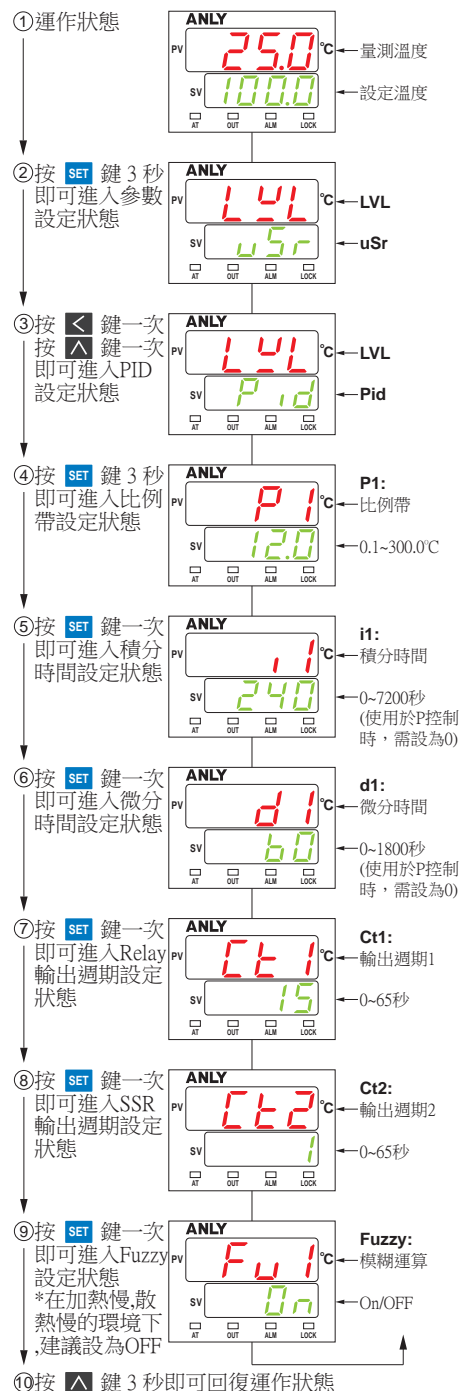 ①運作狀態
ANLY
PV 25.0 °C
量測溫度
SV 100.0
設定溫度
AT OUT ALM LOCK
②按 SET 鍵 3 秒
即可進入參數
設定狀態
ANLY
PV LVL °C
LVL
SV uSr
uSr
AT OUT ALM LOCK
③按 < 鍵一次
按 ∧ 鍵一次
即可進入PID
設定狀態
ANLY
PV LVL °C
LVL
SV Pid
Pid
AT OUT ALM LOCK
④按 SET 鍵 3 秒
即可進入比例
帶設定狀態
ANLY
PV P1 °C
P1:
比例帶
SV 12.0
0.1~300.0℃
AT OUT ALM LOCK
⑤按 SET 鍵一次
即可進入積分
時間設定狀態
ANLY
PV i1 °C
i1:
積分時間
SV 240
0~7200秒
(使用於P控制
時，需設為0)
AT OUT ALM LOCK
⑥按 SET 鍵一次
即可進入微分
時間設定狀態
ANLY
PV d1 °C
d1:
微分時間
SV 60
0~1800秒
(使用於P控制
時，需設為0)
AT OUT ALM LOCK
⑦按 SET 鍵一次
即可進入Relay
輸出週期設定
狀態
ANLY
PV Ct1 °C
Ct1:
輸出週期1
SV 15
0~65秒
AT OUT ALM LOCK
⑧按 SET 鍵一次
即可進入SSR
輸出週期設定
狀態
ANLY
PV Ct2 °C
Ct2:
輸出週期2
SV 1
0~65秒
AT OUT ALM LOCK
⑨按 SET 鍵一次
即可進入Fuzzy
設定狀態
*在加熱慢,散
熱慢的環境下
,建議設為OFF
ANLY
PV Fu1 °C
Fuzzy:
模糊運算
SV On
On/OFF
AT OUT ALM LOCK
⑩按 ∧ 鍵 3 秒即可回復運作狀態